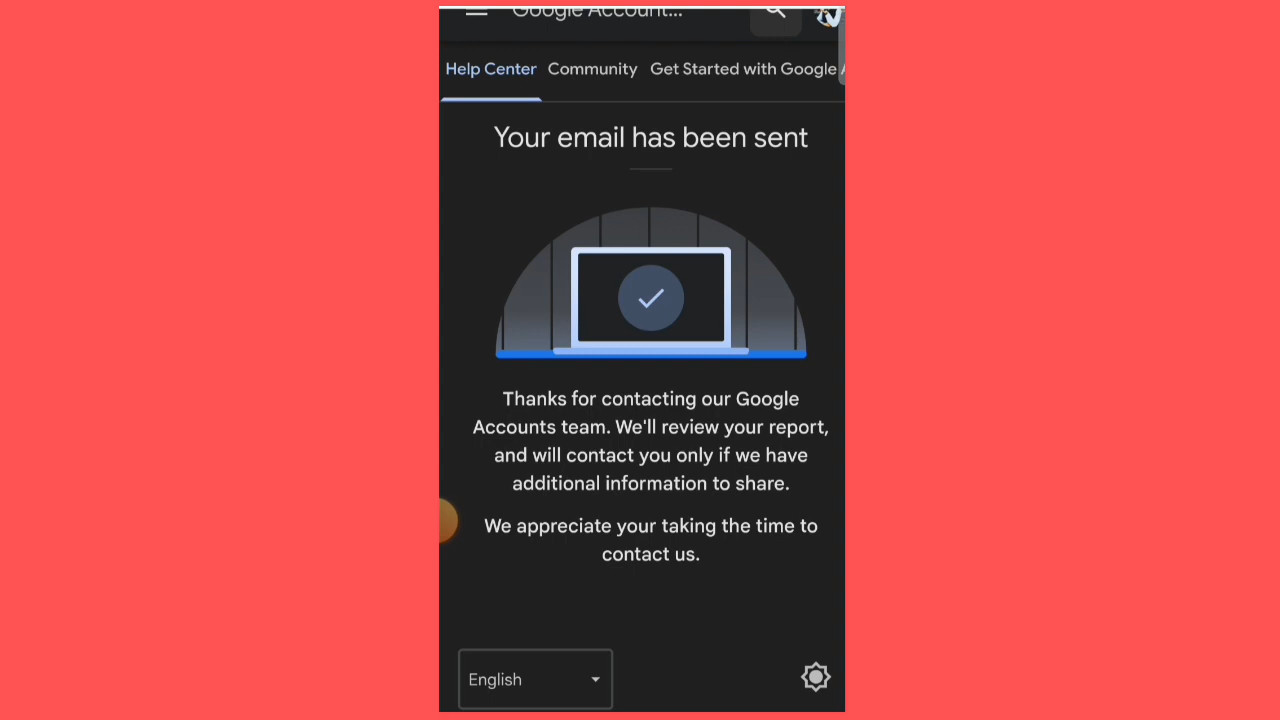 Google Account...
Help Center Community Get Started with Google
Your email has been sent
Thanks for contacting our Google
Accounts team. We'll review your report,
and will contact you only if we have
additional information to share.
We appreciate your taking the time to
contact us.
English